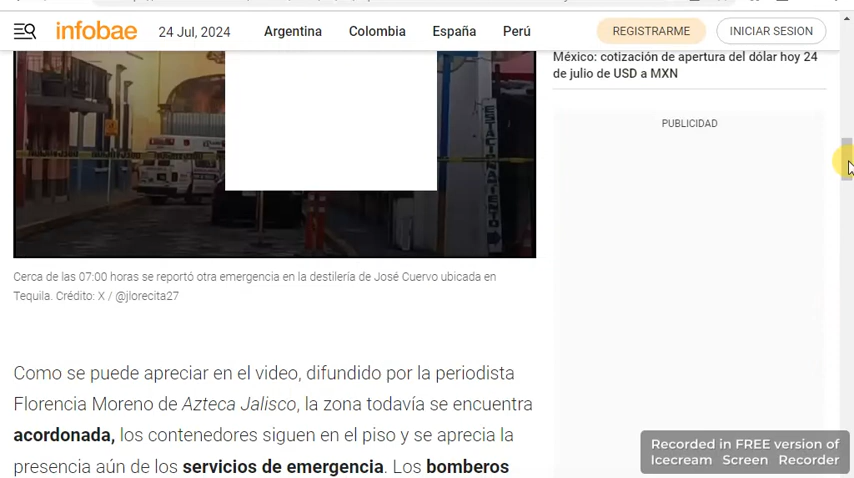 infobae
24 Jul, 2024
Argentina
Colombia
España
Perú
REGISTRARME
INICIAR SESION
México: cotización de apertura del dólar hoy 24
de julio de USD a MXN
PUBLICIDAD
ESTACIONAMIENTO
Cerca de las 07:00 horas se reportó otra emergencia en la destilería de José Cuervo ubicada en
Tequila. Crédito: X / @jlorecita27
Como se puede apreciar en el video, difundido por la periodista
Florencia Moreno de Azteca Jalisco, la zona todavía se encuentra
acordonada, los contenedores siguen en el piso y se aprecia la
presencia aún de los servicios de emergencia. Los bomberos
Recorded in FREE version of
Icecream Screen Recorder